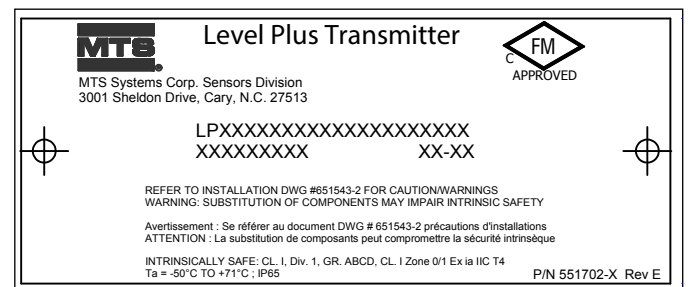 MTS
Level Plus Transmitter
FM
C
APPROVED
MTS Systems Corp. Sensors Division
3001 Sheldon Drive, Cary, N.C. 27513
LPXXXXXXXXXXXXXXXXXXXXX
XXXXXXXXX XX-XX
REFER TO INSTALLATION DWG #651543-2 FOR CAUTION/WARNINGS
WARNING: SUBSTITUTION OF COMPONENTS MAY IMPAIR INTRINSIC SAFETY
Avertissement : Se référer au document DWG # 651543-2 précautions d'installations
ATTENTION : La substitution de composants peut compromettre la sécurité intrinsèque
INTRINSICALLY SAFE: CL. I, Div. 1, GR. ABCD, CL. I Zone 0/1 Ex ia IIC T4
Ta = -50°C TO +71°C ; IP65
P/N 551702-X Rev E